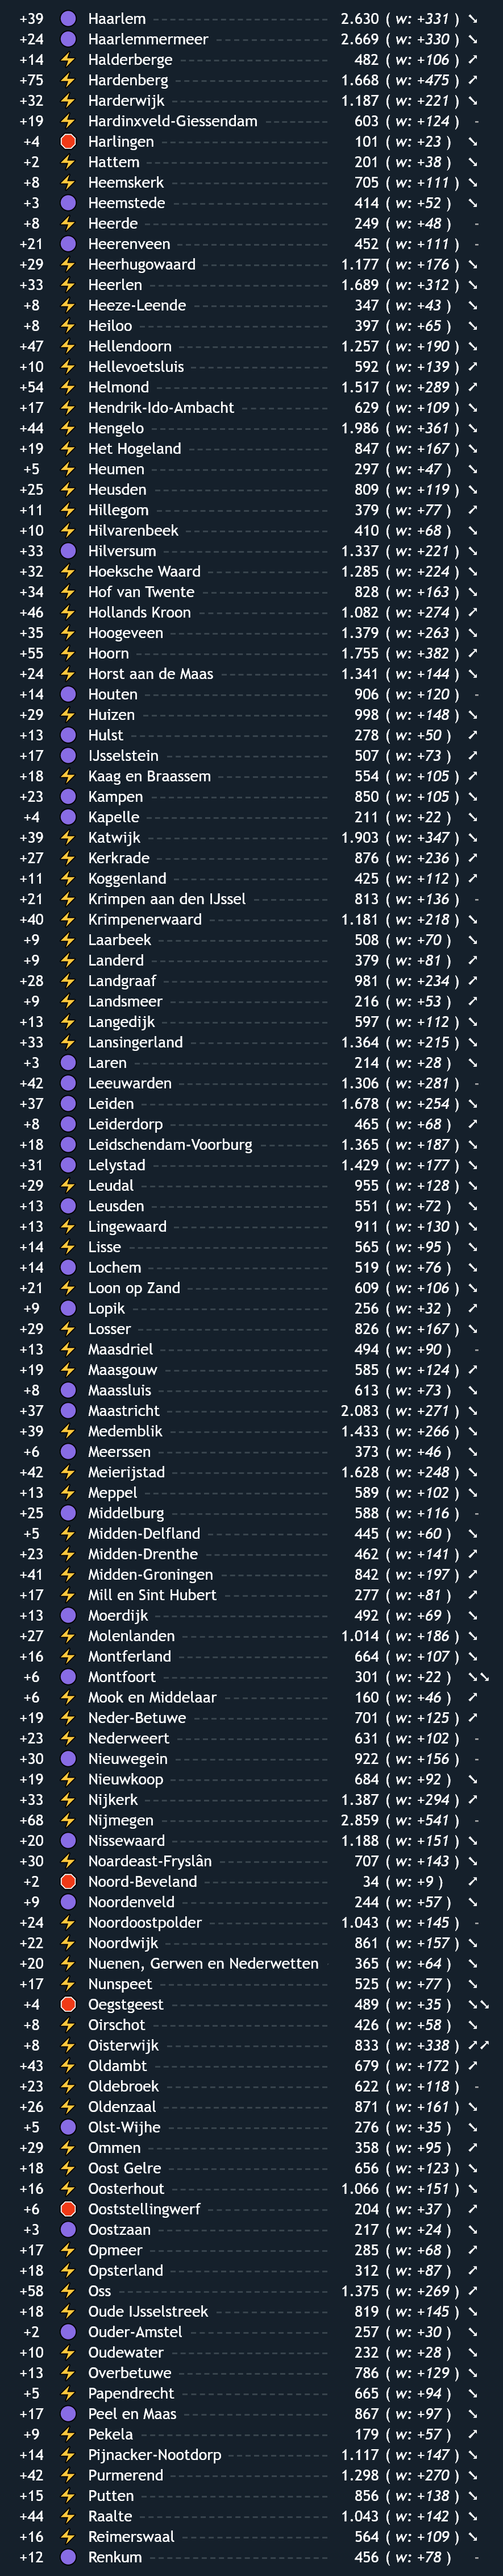 +39 Haarlem 2.630 ( w: +331 )
+24 Haarlemmermeer 2.669 ( w: +330 )
+14 Halderberge 482 ( w: +106 )
+75 Hardenberg 1.668 ( w: +475 )
+32 Harderwijk 1.187 ( w: +221 )
+19 Hardinxveld-Giessendam 603 ( w: +124 ) -
+4 Harlingen 101 ( w: +23 )
+2 Hattem 201 ( w: +38 )
+8 Heemskerk 705 ( w: +111 )
+3 Heemstede 414 ( w: +52 )
+8 Heerde 249 ( w: +48 ) -
+21 Heerenveen 452 ( w: +111 ) -
+29 Heerhugowaard 1.177 ( w: +176 )
+33 Heerlen 1.689 ( w: +312 )
+8 Heeze-Leende 347 ( w: +43 )
+8 Heiloo 397 ( w: +65 )
+47 Hellendoorn 1.257 ( w: +190 )
+10 Hellevoetsluis 592 ( w: +139 )
+54 Helmond 1.517 ( w: +289 )
+17 Hendrik-Ido-Ambacht 629 ( w: +109 )
+44 Hengelo 1.986 ( w: +361 )
+19 Het Hogeland 847 ( w: +167 )
+5 Heumen 297 ( w: +47 )
+25 Heusden 809 ( w: +119 )
+11 Hillegom 379 ( w: +77 )
+10 Hilvarenbeek 410 ( w: +68 )
+33 Hilversum 1.337 ( w: +221 )
+32 Hoeksche Waard 1.285 ( w: +224 )
+34 Hof van Twente 828 ( w: +163 )
+46 Hollands Kroon 1.082 ( w: +274 )
+35 Hoogeveen 1.379 ( w: +263 )
+55 Hoorn 1.755 ( w: +382 )
+24 Horst aan de Maas 1.341 ( w: +144 )
+14 Houten 906 ( w: +120 ) -
+29 Huizen 998 ( w: +148 )
+13 Hulst 278 ( w: +50 )
+17 IJsselstein 507 ( w: +73 )
+18 Kaag en Braassem 554 ( w: +105 )
+23 Kampen 850 ( w: +105 )
+4 Kapelle 211 ( w: +22 )
+39 Katwijk 1.903 ( w: +347 )
+27 Kerkrade 876 ( w: +236 )
+11 Koggenland 425 ( w: +112 )
+21 Krimpen aan den IJssel 813 ( w: +136 ) -
+40 Krimpenerwaard 1.181 ( w: +218 )
+9 Laarbeek 508 ( w: +70 )
+9 Landerd 379 ( w: +81 )
+28 Landgraaf 981 ( w: +234 )
+9 Landsmeer 216 ( w: +53 )
+13 Langedijk 597 ( w: +112 )
+33 Lansingerland 1.364 ( w: +215 )
+3 Laren 214 ( w: +28 )
+42 Leeuwarden 1.306 ( w: +281 ) -
+37 Leiden 1.678 ( w: +254 )
+8 Leiderdorp 465 ( w: +68 )
+18 Leidschendam-Voorburg 1.365 ( w: +187 )
+31 Lelystad 1.429 ( w: +177 )
+29 Leudal 955 ( w: +128 )
+13 Leusden 551 ( w: +72 )
+13 Lingewaard 911 ( w: +130 )
+14 Lisse 565 ( w: +95 )
+14 Lochem 519 ( w: +76 )
+21 Loon op Zand 609 ( w: +106 )
+9 Lopik 256 ( w: +32 )
+29 Losser 826 ( w: +167 )
+13 Maasdriel 494 ( w: +90 ) -
+19 Maasgouw 585 ( w: +124 )
+8 Maassluis 613 ( w: +73 )
+37 Maastricht 2.083 ( w: +271 )
+39 Medemblik 1.433 ( w: +266 )
+6 Meerssen 373 ( w: +46 )
+42 Meierijstad 1.628 ( w: +248 )
+13 Meppel 589 ( w: +102 )
+25 Middelburg 588 ( w: +116 ) -
+5 Midden-Delfland 445 ( w: +60 )
+23 Midden-Drenthe 462 ( w: +141 )
+41 Midden-Groningen 842 ( w: +197 )
+17 Mill en Sint Hubert 277 ( w: +81 )
+13 Moerdijk 492 ( w: +69 )
+27 Molenlanden 1.014 ( w: +186 )
+16 Montferland 664 ( w: +107 )
+6 Montfoort 301 ( w: +22 )
+6 Mook en Middelaar 160 ( w: +46 )
+19 Neder-Betuwe 701 ( w: +125 )
+23 Nederweert 631 ( w: +102 ) -
+30 Nieuwegein 922 ( w: +156 ) -
+19 Nieuwkoop 684 ( w: +92 )
+33 Nijkerk 1.387 ( w: +294 )
+68 Nijmegen 2.859 ( w: +541 ) -
+20 Nissewaard 1.188 ( w: +151 )
+30 Noardeast-Fryslân 707 ( w: +143 )
+2 Noord-Beveland 34 ( w: +9 )
+9 Noordenveld 244 ( w: +57 )
+24 Noordoostpolder 1.043 ( w: +145 ) -
+22 Noordwijk 861 ( w: +157 )
+20 Nuenen, Gerwen en Nederwetten 365 ( w: +64 )
+17 Nunspeet 525 ( w: +77 )
+4 Oegstgeest 489 ( w: +35 )
+8 Oirschot 426 ( w: +58 )
+8 Oisterwijk 833 ( w: +338 )
+43 Oldambt 679 ( w: +172 )
+23 Oldebroek 622 ( w: +118 ) -
+26 Oldenzaal 871 ( w: +161 )
+5 Olst-Wijhe 276 ( w: +35 )
+29 Ommen 358 ( w: +95 )
+18 Oost Gelre 656 ( w: +123 )
+16 Oosterhout 1.066 ( w: +151 )
+6 Ooststellingwerf 204 ( w: +37 )
+3 Oostzaan 217 ( w: +24 )
+17 Opmeer 285 ( w: +68 )
+18 Opsterland 312 ( w: +87 )
+58 Oss 1.375 ( w: +269 )
+18 Oude IJsselstreek 819 ( w: +145 )
+2 Ouder-Amstel 257 ( w: +30 )
+10 Oudewater 232 ( w: +28 )
+13 Overbetuwe 786 ( w: +129 )
+5 Papendrecht 665 ( w: +94 )
+17 Peel en Maas 867 ( w: +97 )
+9 Pekela 179 ( w: +57 )
+14 Pijnacker-Nootdorp 1.117 ( w: +147 )
+42 Purmerend 1.298 ( w: +270 )
+15 Putten 856 ( w: +138 )
+44 Raalte 1.043 ( w: +142 )
+16 Reimerswaal 564 ( w: +109 )
+12 Renkum 456 ( w: +78 ) -